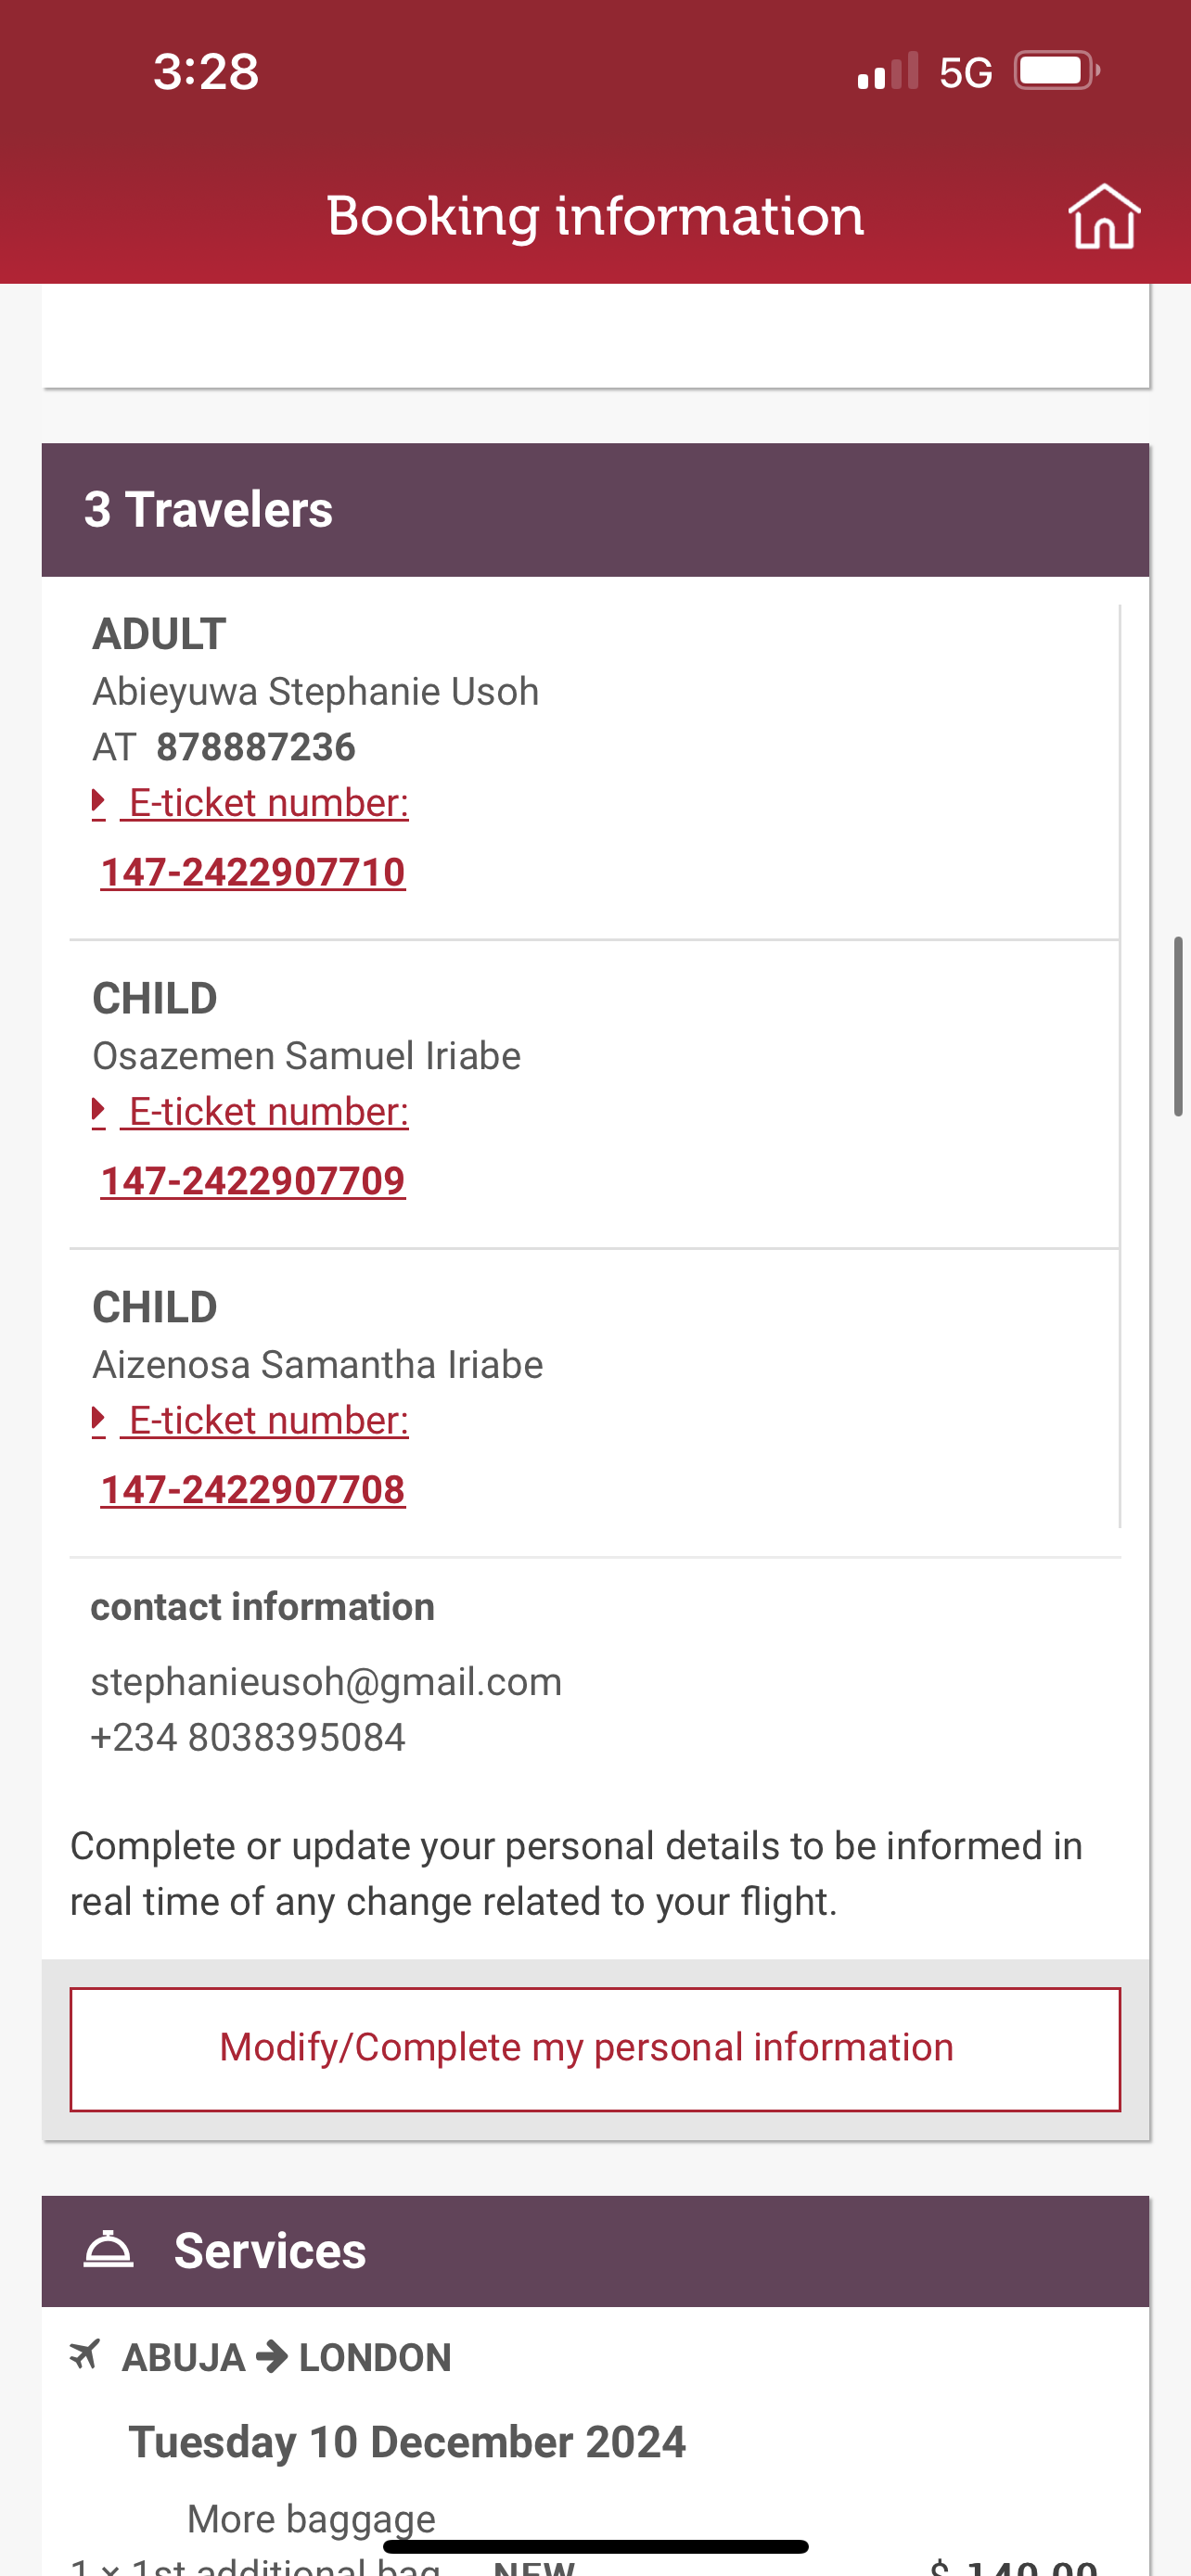 3:28 5G
Booking information
3 Travelers
ADULT
Abieyuwa Stephanie Usoh
AT 878887236
E-ticket number:
147-2422907710
CHILD
Osazemen Samuel Iriabe
E-ticket number:
147-2422907709
CHILD
Aizenosa Samantha Iriabe
E-ticket number:
147-2422907708
contact information
stephanieusoh@gmail.com
+234 8038395084
Complete or update your personal details to be informed in
real time of any change related to your flight.
Modify/Complete my personal information
Services
ABUJA → LONDON
Tuesday 10 December 2024
More baggage
1 × 1st additional bag NEW $ 140.00